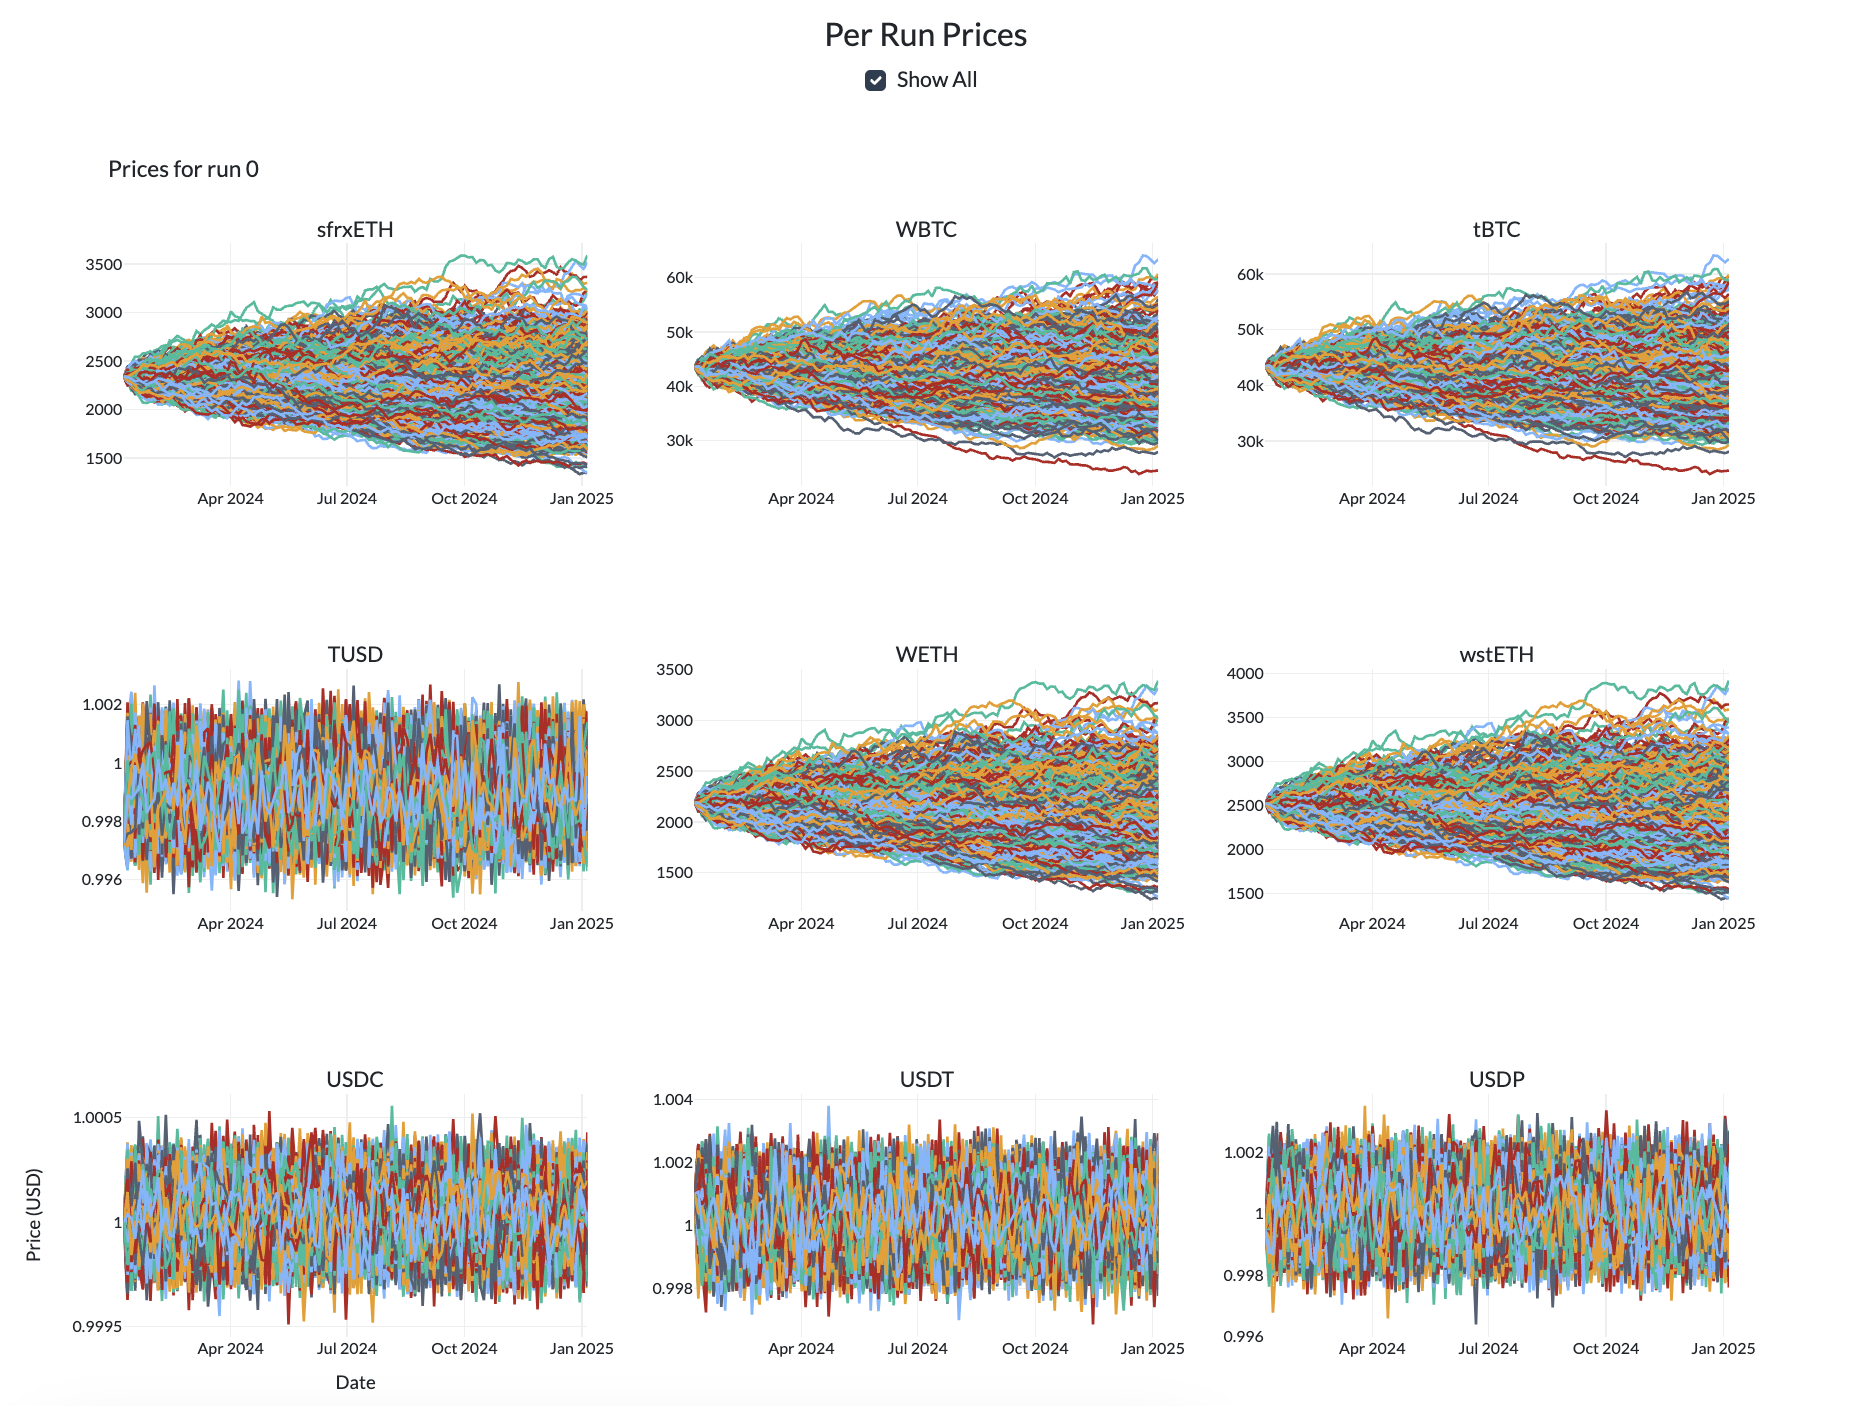 Per Run Prices
Show All
Prices for run 0
sfrxETH
3500
3000
2500
2000
1500
Apr 2024 Jul 2024 Oct 2024 Jan 2025
WBTC
60k
50k
40k
30k
Apr 2024 Jul 2024 Oct 2024 Jan 2025
tBTC
60k
50k
40k
30k
Apr 2024 Jul 2024 Oct 2024 Jan 2025
TUSD
1.002
1
0.998
0.996
Apr 2024 Jul 2024 Oct 2024 Jan 2025
WETH
3500
3000
2500
2000
1500
Apr 2024 Jul 2024 Oct 2024 Jan 2025
wstETH
4000
3500
3000
2500
2000
1500
Apr 2024 Jul 2024 Oct 2024 Jan 2025
USDC
1.0005
1
0.9995
Apr 2024 Jul 2024 Oct 2024 Jan 2025
Price (USD)
Date
USDT
1.004
1.002
1
0.998
Apr 2024 Jul 2024 Oct 2024 Jan 2025
USDP
1.002
1
0.998
0.996
Apr 2024 Jul 2024 Oct 2024 Jan 2025